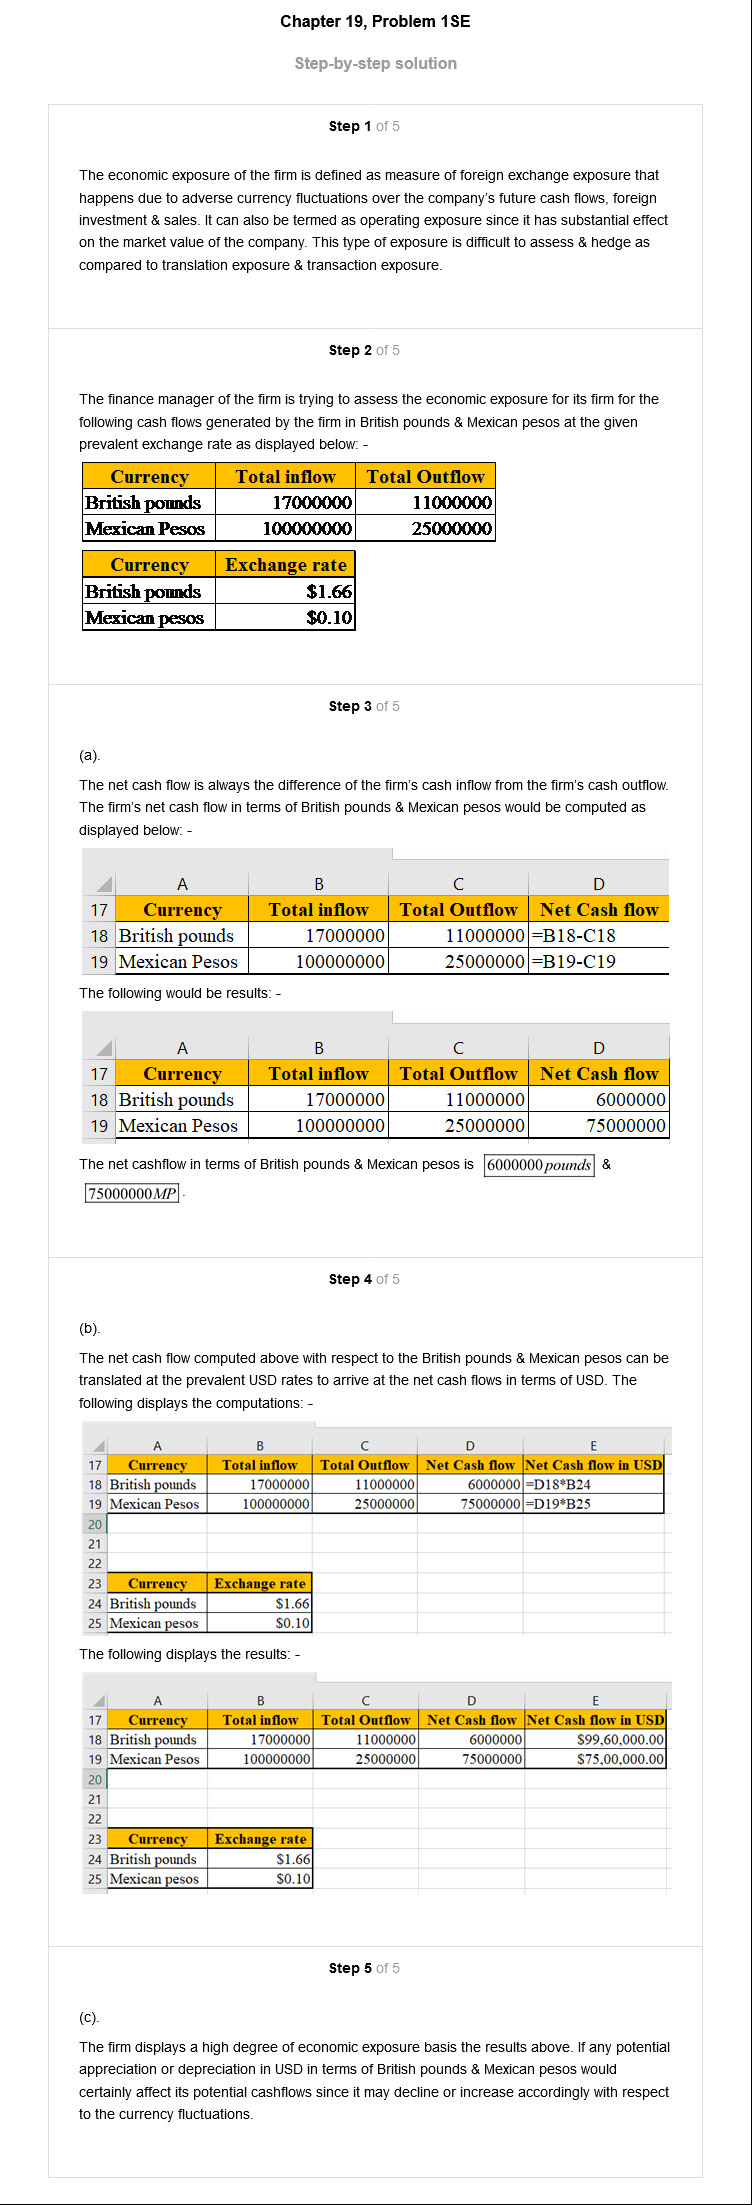 Chapter 19, Problem 1SE
Step-by-step solution
Step 1 of 5
The economic exposure of the firm is defined as measure of foreign exchange exposure that
happens due to adverse currency fluctuations over the company's future cash flows, foreign
investment & sales. It can also be termed as operating exposure since it has substantial effect
on the market value of the company. This type of exposure is difficult to assess & hedge as
compared to translation exposure & transaction exposure.
Step 2 of 5
The finance manager of the firm is trying to assess the economic exposure for its firm for the
following cash flows generated by the firm in British pounds & Mexican pesos at the given
prevalent exchange rate as displayed below: -
Currency Total inflow Total Outflow
British pounds 17000000 11000000
Mexican Pesos 100000000 25000000
Currency Exchange rate
British pounds $1.66
Mexican pesos $0.10
Step 3 of 5
(a).
The net cash flow is always the difference of the firm's cash inflow from the firm's cash outflow.
The firm's net cash flow in terms of British pounds & Mexican pesos would be computed as
displayed below: -
A B C D
17 Currency Total inflow Total Outflow Net Cash flow
18 British pounds 17000000 11000000 =B18-C18
19 Mexican Pesos 100000000 25000000 =B19-C19
The following would be results: -
A B C D
17 Currency Total inflow Total Outflow Net Cash flow
18 British pounds 17000000 11000000 6000000
19 Mexican Pesos 100000000 25000000 75000000
The net cashflow in terms of British pounds & Mexican pesos is 6000000 pounds &
75000000 MP .
Step 4 of 5
(b).
The net cash flow computed above with respect to the British pounds & Mexican pesos can be
translated at the prevalent USD rates to arrive at the net cash flows in terms of USD. The
following displays the computations: -
A B C D E
17 Currency Total inflow Total Outflow Net Cash flow Net Cash flow in USD
18 British pounds 17000000 11000000 6000000 =D18*B24
19 Mexican Pesos 100000000 25000000 75000000 =D19*B25
20
21
22
23 Currency Exchange rate
24 British pounds $1.66
25 Mexican pesos $0.10
The following displays the results: -
A B C D E
17 Currency Total inflow Total Outflow Net Cash flow Net Cash flow in USD
18 British pounds 17000000 11000000 6000000 $99,60,000.00
19 Mexican Pesos 100000000 25000000 75000000 $75,00,000.00
20
21
22
23 Currency Exchange rate
24 British pounds $1.66
25 Mexican pesos $0.10
Step 5 of 5
(c).
The firm displays a high degree of economic exposure basis the results above. If any potential
appreciation or depreciation in USD in terms of British pounds & Mexican pesos would
certainly affect its potential cashflows since it may decline or increase accordingly with respect
to the currency fluctuations.